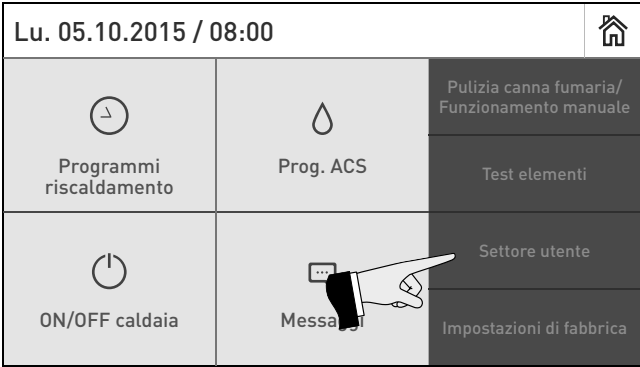 Lu. 05.10.2015 / 08:00
Pulizia canna fumaria/
Funzionamento manuale
Programmi
riscaldamento
Prog. ACS
Test elementi
Settore utente
ON/OFF caldaia
Messaggi
Impostazioni di fabbrica